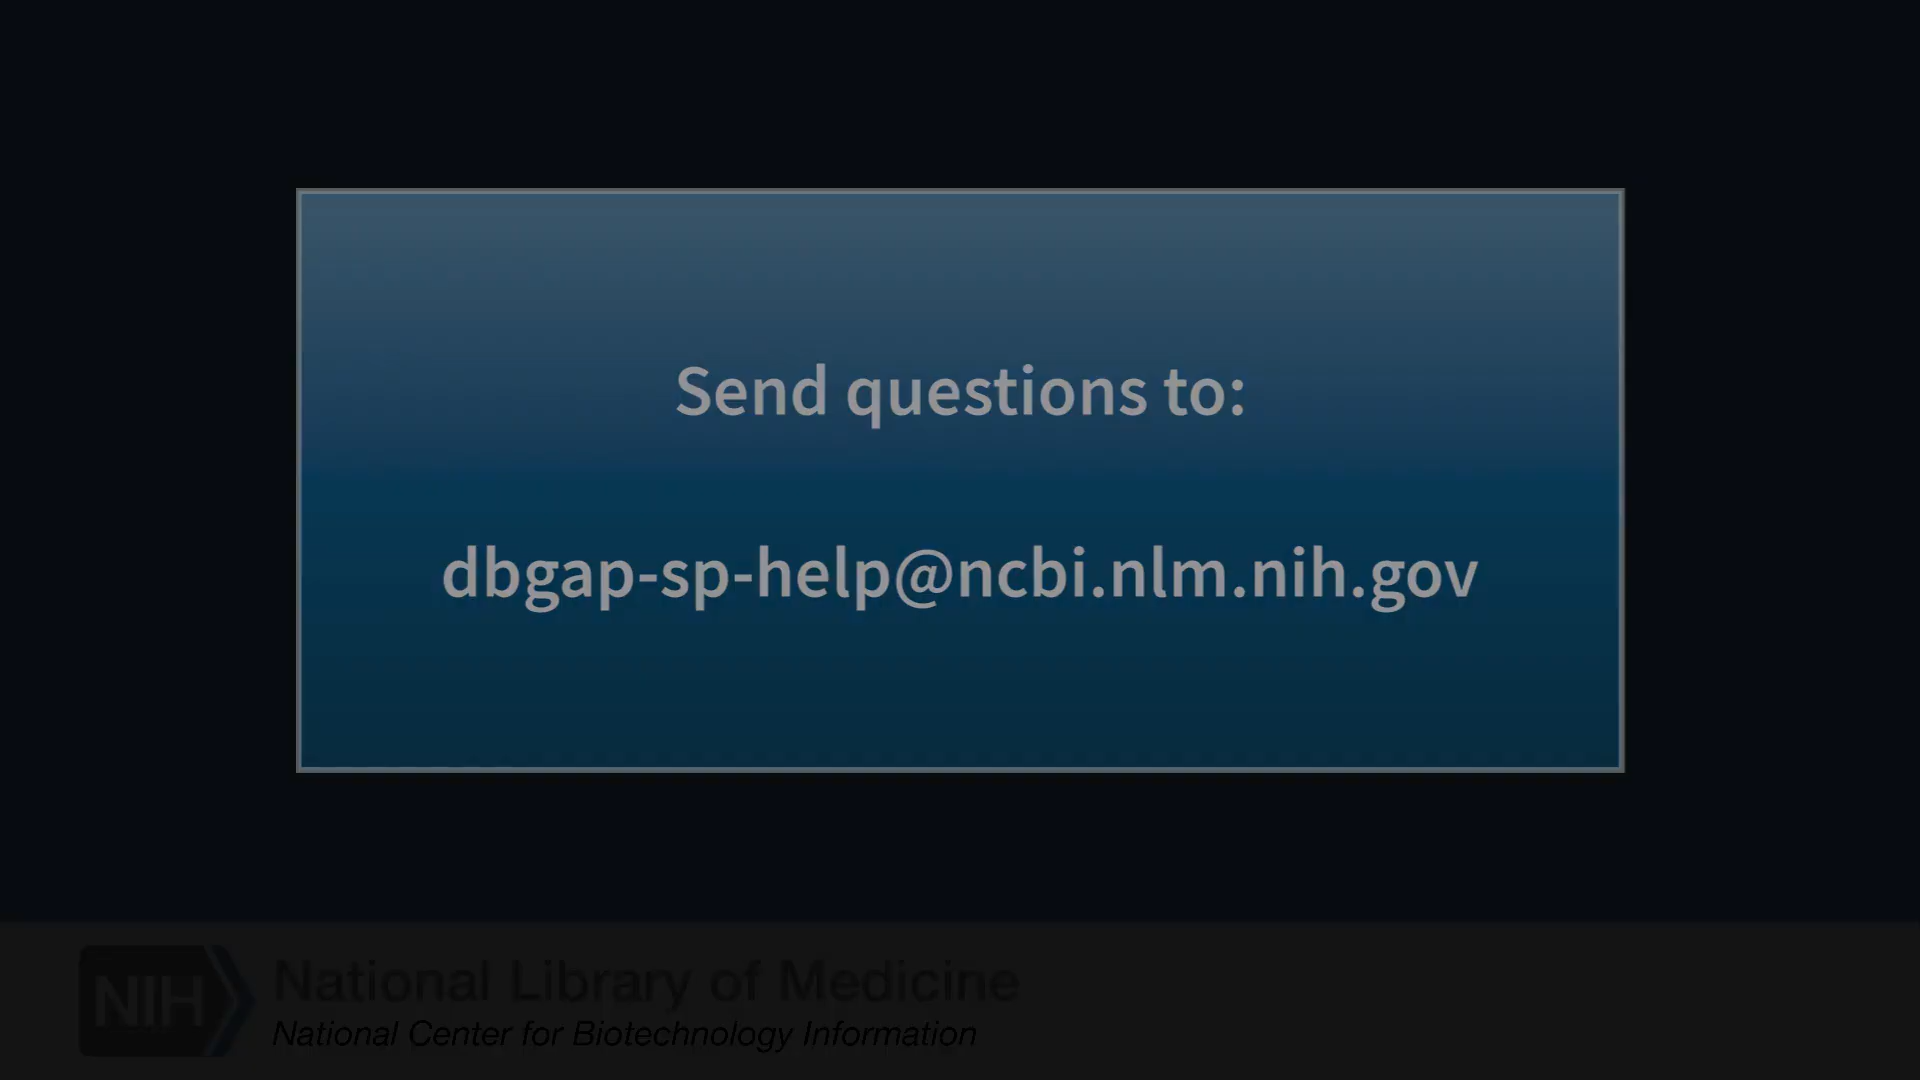 Send questions to:
dbgap-sp-help@ncbi.nlm.nih.gov
NIH
National Library of Medicine
National Center for Biotechnology Information